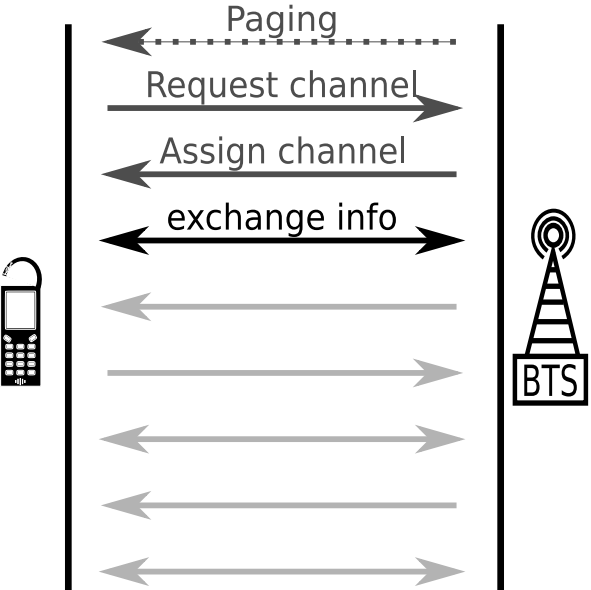 Paging
Request channel
Assign channel
exchange info
BTS